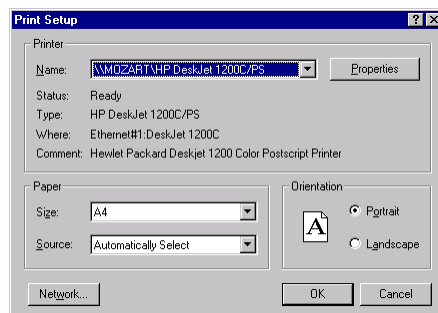 Print Setup
Printer
Name: \\MOZART\HP DeskJet 1200C/PS Properties
Status: Ready
Type: HP DeskJet 1200C/PS
Where: Ethernet#1:DeskJet 1200C
Comment: Hewlet Packard Deskjet 1200 Color Postscript Printer
Paper
Size: A4
Source: Automatically Select
Orientation
A
Portrait
Landscape
Network... OK Cancel